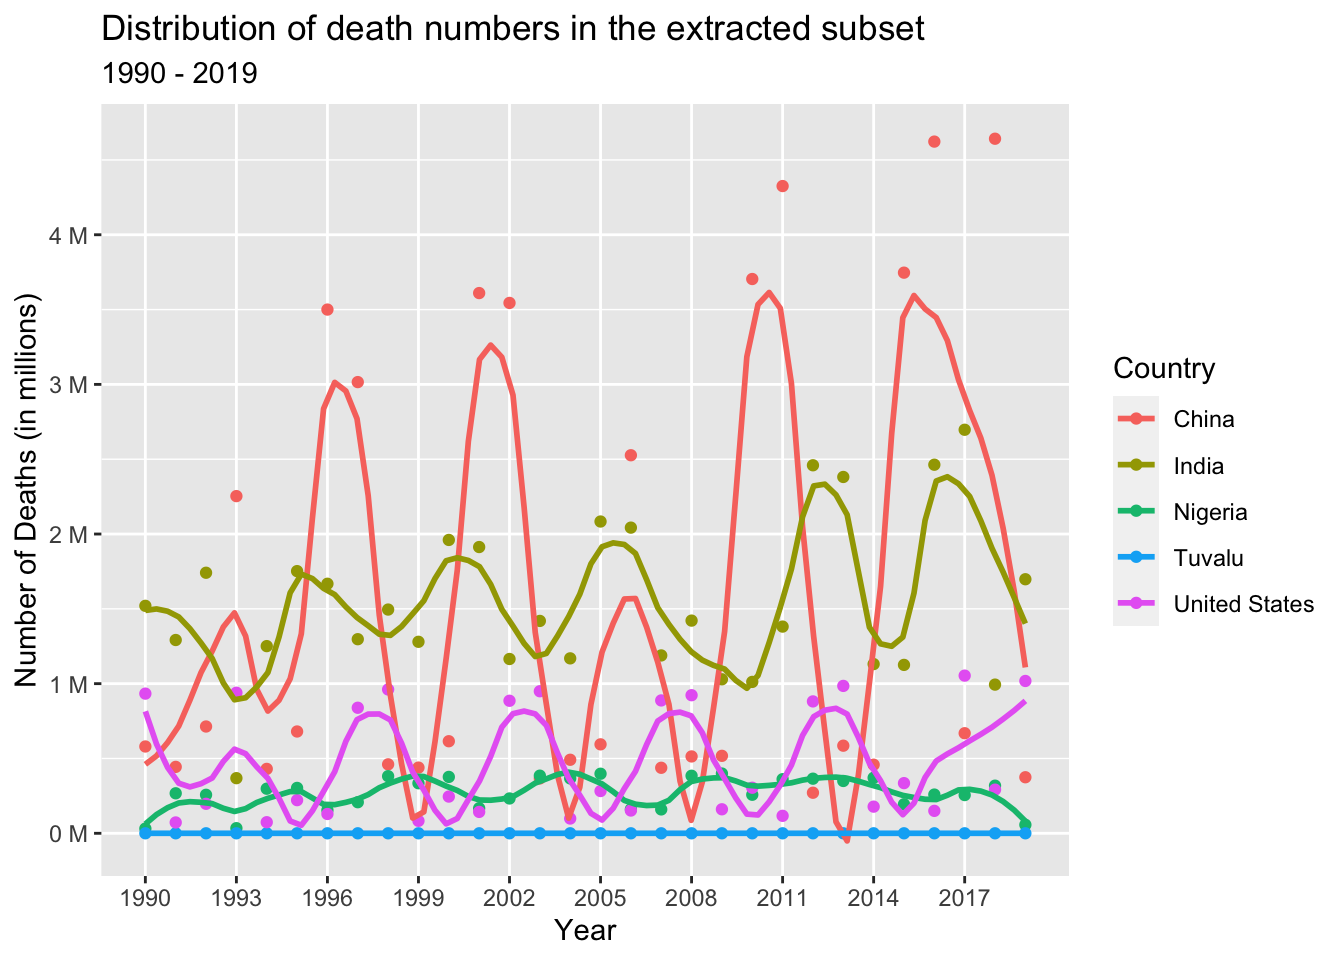 Distribution of death numbers in the extracted subset
1990 - 2019
Number of Deaths (in millions)
4 M
3 M
2 M
1 M
0 M
1990 1993 1996 1999 2002 2005 2008 2011 2014 2017
Year
Country
China
India
Nigeria
Tuvalu
United States